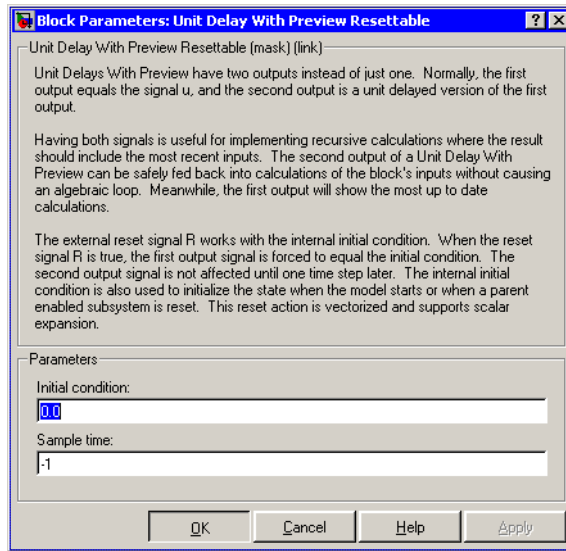 Block Parameters: Unit Delay With Preview Resettable
Unit Delay With Preview Resettable (mask) (link)
Unit Delays With Preview have two outputs instead of just one. Normally, the first
output equals the signal u, and the second output is a unit delayed version of the first
output.
Having both signals is useful for implementing recursive calculations where the result
should include the most recent inputs. The second output of a Unit Delay With
Preview can be safely fed back into calculations of the block's inputs without causing
an algebraic loop. Meanwhile, the first output will show the most up to date
calculations.
The external reset signal R works with the internal initial condition. When the reset
signal R is true, the first output signal is forced to equal the initial condition. The
second output signal is not affected until one time step later. The internal initial
condition is also used to initialize the state when the model starts or when a parent
enabled subsystem is reset. This reset action is vectorized and supports scalar
expansion.
Parameters
Initial condition:
0.0
Sample time:
-1
OK Cancel Help Apply